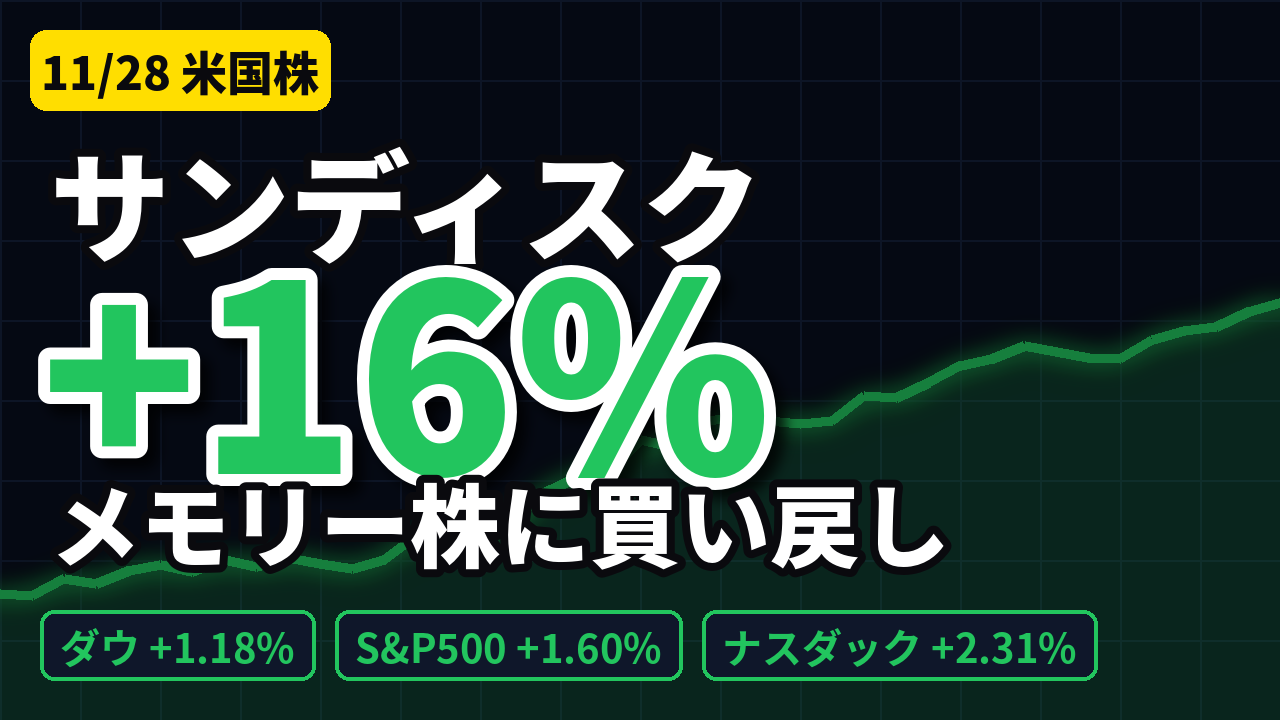 11/28 米国株
サンディスク
+16%
メモリー株に買い戻し
ダウ +1.18%
S&P500 +1.60%
ナスダック +2.31%